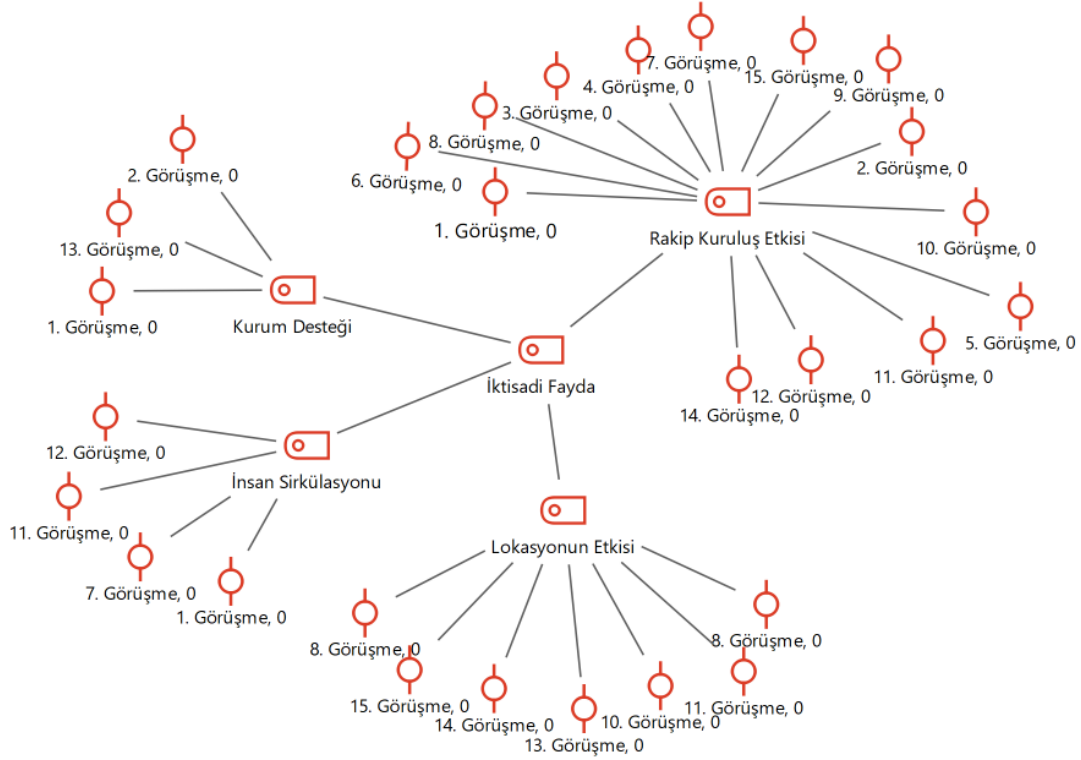 7. Görüşme, 0
15. Görüşme, 0
4. Görüşme, 0
9. Görüşme, 0
3. Görüşme, 0
8. Görüşme, 0
2. Görüşme, 0
2. Görüşme, 0
6. Görüşme, 0
1. Görüşme, 0
Rakip Kuruluş Etkisi
10. Görüşme, 0
13. Görüşme, 0
1. Görüşme, 0
Kurum Desteği
5. Görüşme, 0
11. Görüşme, 0
12. Görüşme, 0
14. Görüşme, 0
İktisadi Fayda
12. Görüşme, 0
İnsan Sirkülasyonu
11. Görüşme, 0
7. Görüşme, 0
1. Görüşme, 0
Lokasyonun Etkisi
8. Görüşme, 0
8. Görüşme, 0
15. Görüşme, 0
14. Görüşme, 0
13. Görüşme, 0
10. Görüşme, 0
11. Görüşme, 0